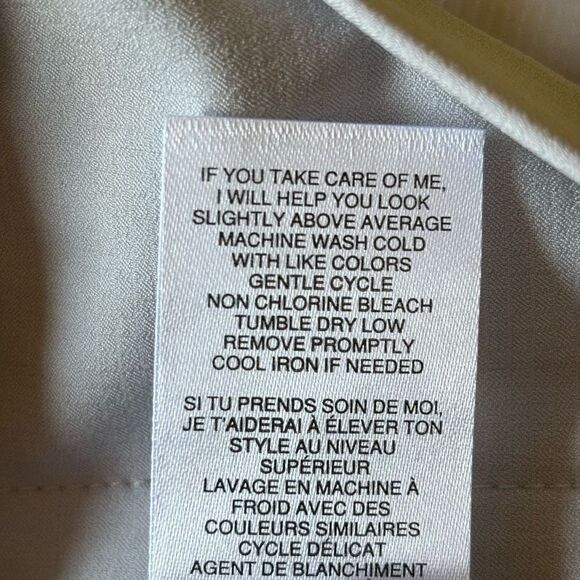 IF YOU TAKE CARE OF ME,
I WILL HELP YOU LOOK
SLIGHTLY ABOVE AVERAGE
MACHINE WASH COLD
WITH LIKE COLORS
GENTLE CYCLE
NON CHLORINE BLEACH
TUMBLE DRY LOW
REMOVE PROMPTLY
COOL IRON IF NEEDED
SI TU PRENDS SOIN DE MOI,
JE T'AIDERAI À ÉLEVER TON
STYLE AU NIVEAU
SUPÉRIEUR
LAVAGE EN MACHINE À
FROID AVEC DES
COULEURS SIMILAIRES
CYCLE DÉLICAT
AGENT DE BLANCHIMENT